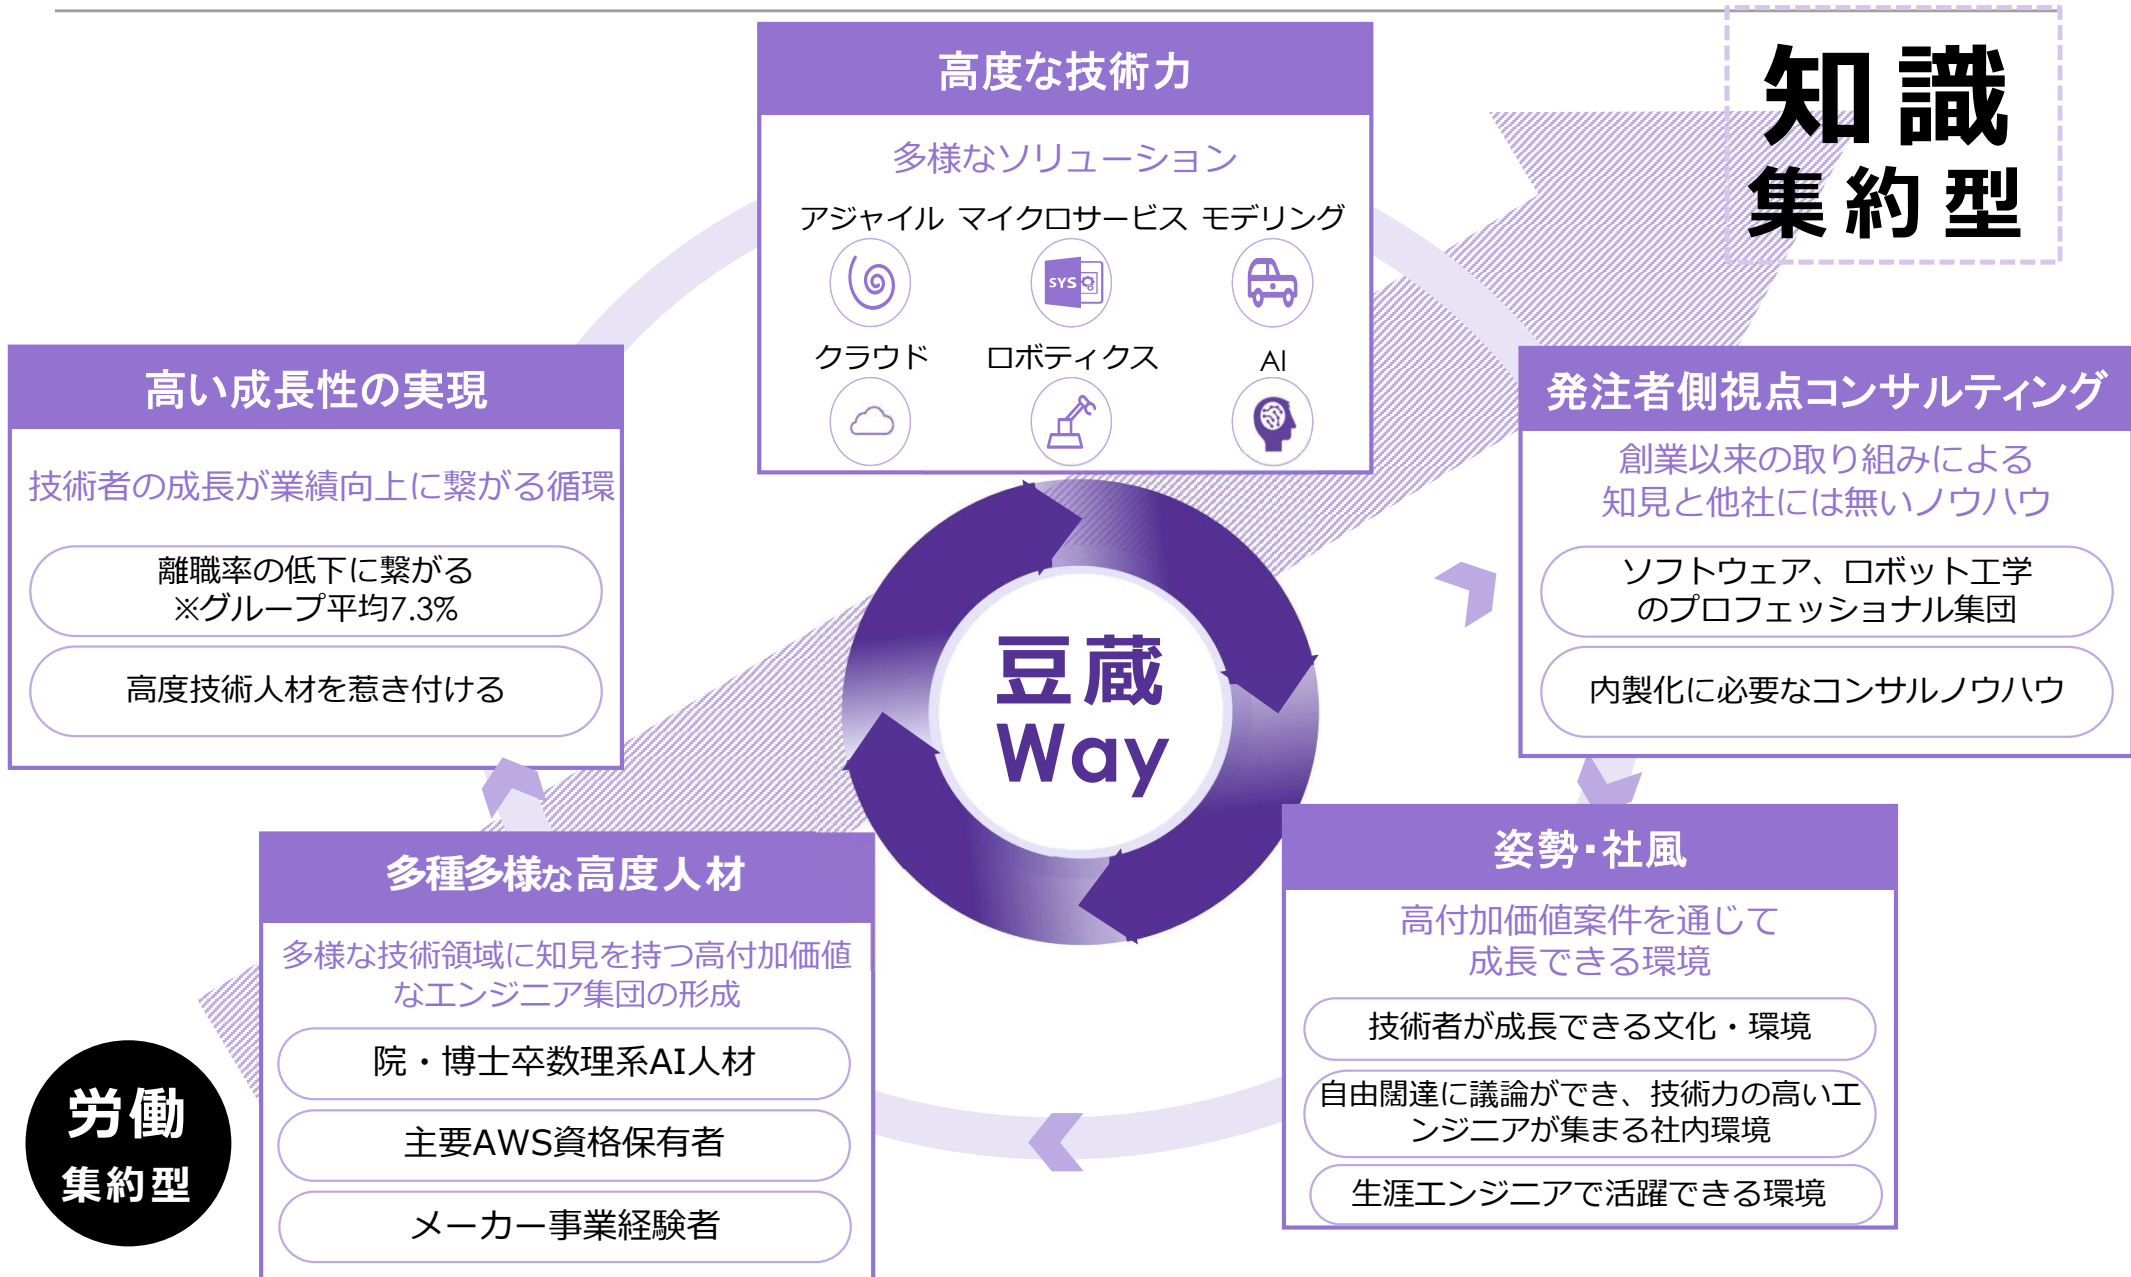 知識
集約型
高度な技術力
多様なソリューション
アジャイル マイクロサービス モデリング
SYS
クラウド ロボティクス AI
高い成長性の実現
技術者の成長が業績向上に繋がる循環
離職率の低下に繋がる
※グループ平均7.3%
高度技術人材を惹き付ける
発注者側視点コンサルティング
創業以来の取り組みによる
知見と他社には無いノウハウ
ソフトウェア、ロボット工学
のプロフェッショナル集団
内製化に必要なコンサルノウハウ
豆蔵
Way
多種多様な高度人材
多様な技術領域に知見を持つ高付加価値
なエンジニア集団の形成
院・博士卒数理系AI人材
主要AWS資格保有者
メーカー事業経験者
姿勢・社風
高付加価値案件を通じて
成長できる環境
技術者が成長できる文化・環境
自由闊達に議論ができ、技術力の高いエ
ンジニアが集まる社内環境
生涯エンジニアで活躍できる環境
労働
集約型